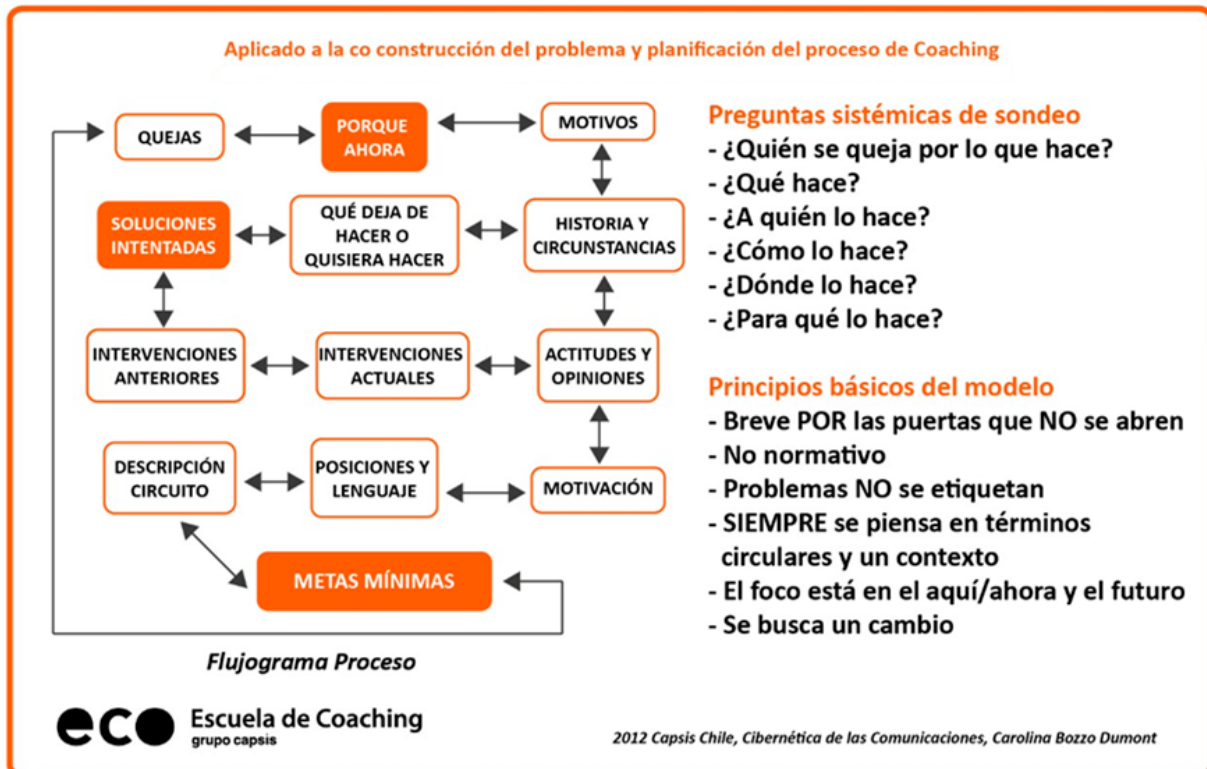 Aplicado a la co construcción del problema y planificación del proceso de Coaching
QUEJAS
PORQUE
AHORA
MOTIVOS
SOLUCIONES
INTENTADAS
QUÉ DEJA DE
HACER O
QUISIERA HACER
HISTORIA Y
CIRCUNSTANCIAS
INTERVENCIONES
ANTERIORES
INTERVENCIONES
ACTUALES
ACTITUDES Y
OPINIONES
DESCRIPCIÓN
CIRCUITO
POSICIONES Y
LENGUAJE
MOTIVACIÓN
METAS MÍNIMAS
Flujograma Proceso
Preguntas sistémicas de sondeo
- ¿Quién se queja por lo que hace?
- ¿Qué hace?
- ¿A quién lo hace?
- ¿Cómo lo hace?
- ¿Dónde lo hace?
- ¿Para qué lo hace?
Principios básicos del modelo
- Breve POR las puertas que NO se abren
- No normativo
- Problemas NO se etiquetan
- SIEMPRE se piensa en términos
circulares y un contexto
- El foco está en el aquí/ahora y el futuro
- Se busca un cambio
eco
Escuela de Coaching
grupo capsis
2012 Capsis Chile, Cibernética de las Comunicaciones, Carolina Bozzo Dumont